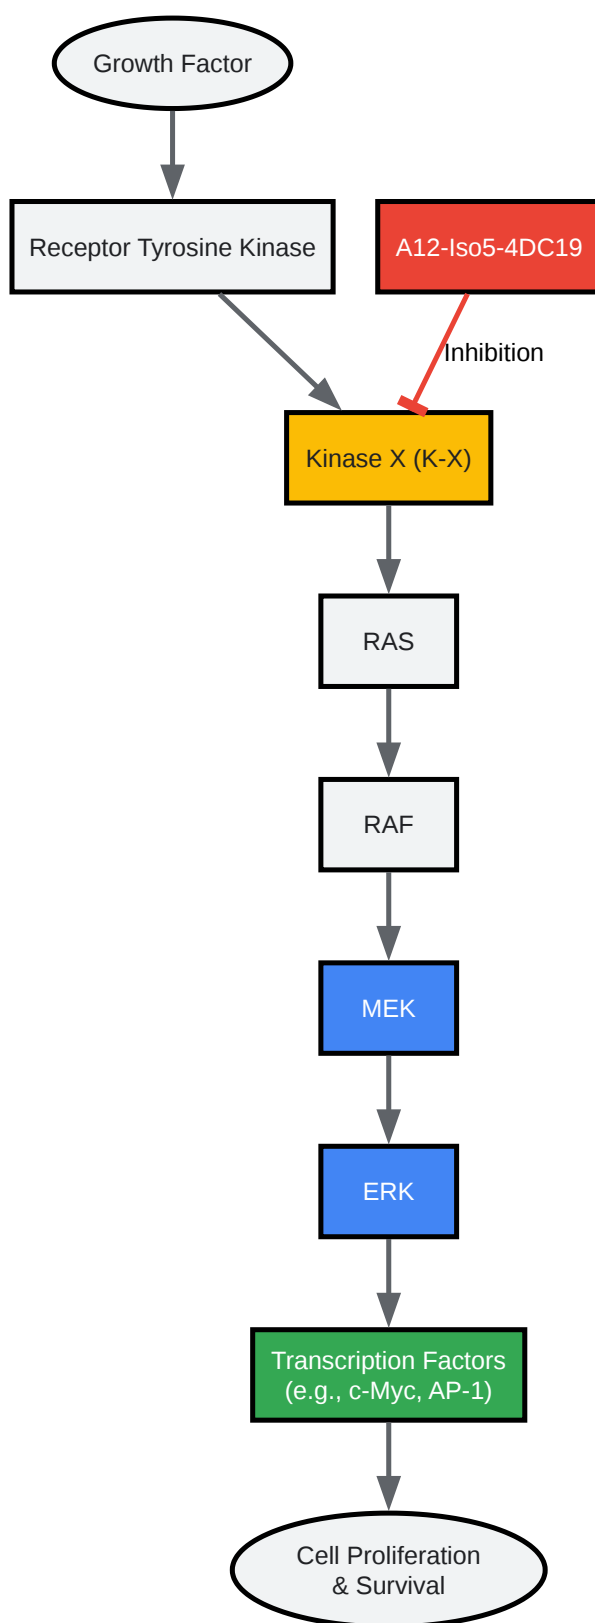 Growth Factor
Receptor Tyrosine Kinase
A12-Iso5-4DC19
Inhibition
Kinase X (K-X)
RAS
RAF
MEK
ERK
Transcription Factors
(e.g., c-Myc, AP-1)
Cell Proliferation
& Survival